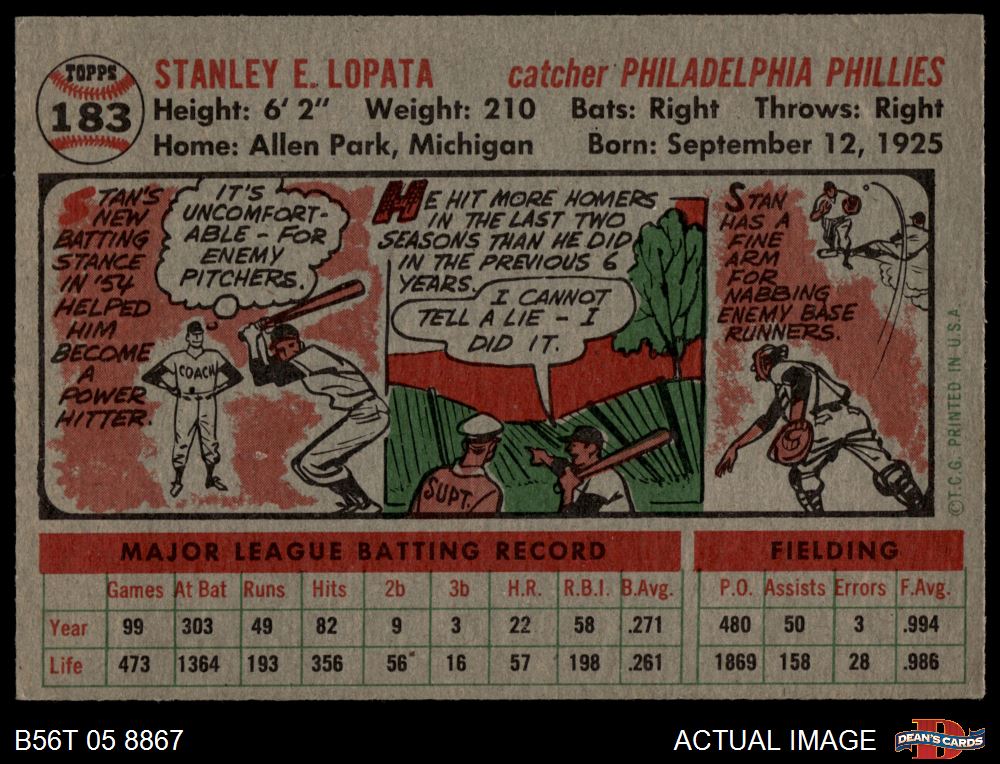 TOPPS
183
STANLEY E. LOPATA catcher PHILADELPHIA PHILLIES
Height: 6' 2" Weight: 210 Bats: Right Throws: Right
Home: Allen Park, Michigan Born: September 12, 1925
STAN'S
NEW
BATTING
STANCE
IN '54
HELPED
HIM
BECOME
A
POWER
HITTER.
IT'S
UNCOMFORT-
ABLE - FOR
ENEMY
PITCHERS.
COACH
HE HIT MORE HOMERS
IN THE LAST TWO
SEASONS THAN HE DID
IN THE PREVIOUS 6
YEARS.
I CANNOT
TELL A LIE - I
DID IT.
SUPT.
STAN
HAS A
FINE
ARM
FOR
NABBING
ENEMY BASE
RUNNERS.
© T.C.G. PRINTED IN U.S.A.
MAJOR LEAGUE BATTING RECORD FIELDING
Games At Bat Runs Hits 2b 3b H.R. R.B.I. B.Avg. P.O. Assists Errors F.Avg.
Year 99 303 49 82 9 3 22 58 .271 480 50 3 .994
Life 473 1364 193 356 56 16 57 198 .261 1869 158 28 .986
B56T 05 8867 ACTUAL IMAGE D DEAN'S CARDS